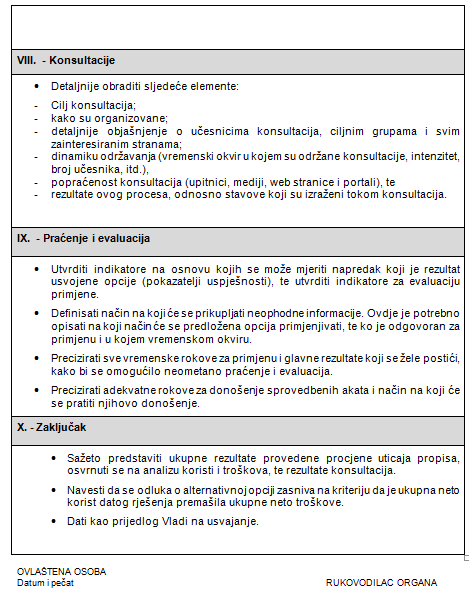 VIII. - Konsultacije
• Detaljnije obraditi sljedeće elemente:
- Cilj konsultacija;
- kako su organizovane;
- detaljnije objašnjenje o učesnicima konsultacija, ciljnim grupama i svim
zainteresiranim stranama;
- dinamiku održavanja (vremenski okvir u kojem su održane konsultacije, intenzitet,
broj učesnika, itd.),
- popraćenost konsultacija (upitnici, mediji, web stranice i portali), te
- rezultate ovog procesa, odnosno stavove koji su izraženi tokom konsultacija.
IX. - Praćenje i evaluacija
• Utvrditi indikatore na osnovu kojih se može mjeriti napredak koji je rezultat
usvojene opcije (pokazatelji uspješnosti), te utvrditi indikatore za evaluaciju
primjene.
• Definisati način na koji će se prikupljati neophodne informacije. Ovdje je potrebno
opisati na koji način će se predložena opcija primjenjivati, te ko je odgovoran za
primjenu i u kojem vremenskom okviru.
• Precizirati sve vremenske rokove za primjenu i glavne rezultate koji se žele postići,
kako bi se omogućilo neometano praćenje i evaluacija.
• Precizirati adekvatne rokove za donošenje sprovedbenih akata i način na koji će
se pratiti njihovo donošenje.
X. - Zaključak
• Sažeto predstaviti ukupne rezultate provedene procjene uticaja propisa,
osvrnuti se na analizu koristi i troškova, te rezultate konsultacija.
• Navesti da se odluka o alternativnoj opciji zasniva na kriteriju da je ukupna neto
korist datog rješenja premašila ukupne neto troškove.
• Dati kao prijedlog Vladi na usvajanje.
OVLAŠTENA OSOBA
Datum i pečat RUKOVODILAC ORGANA